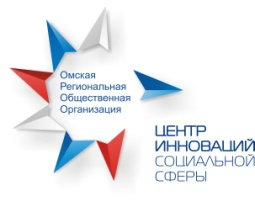 Омская
Региональная
Общественная
Организация
ЦЕНТР
ИННОВАЦИЙ
СОЦИАЛЬНОЙ
СФЕРЫ